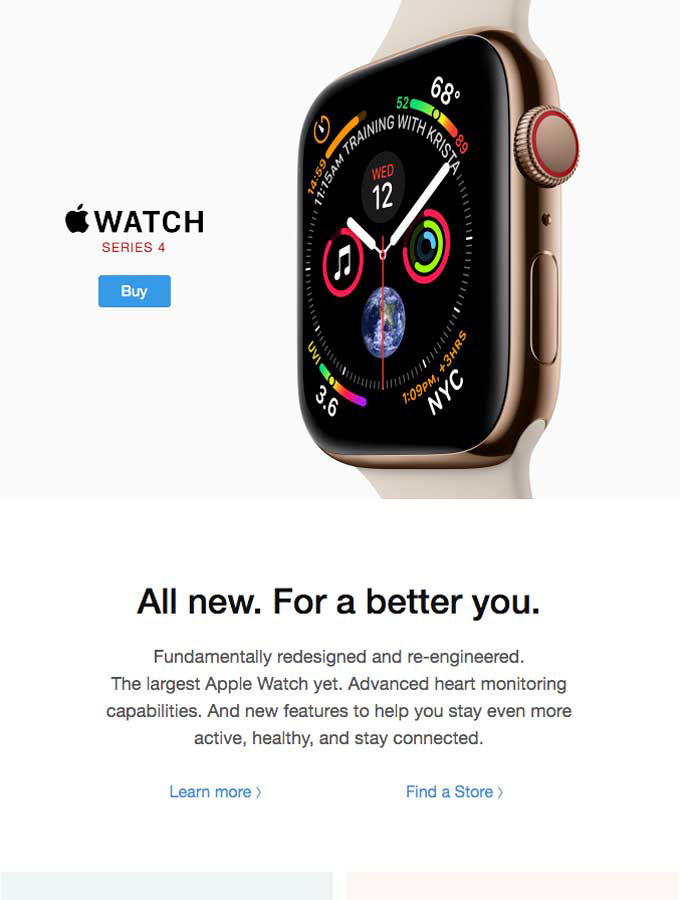 WATCH
SERIES 4
Buy
68°
52
89
14:59
11:15AM TRAINING WITH KRISTA
WED
12
UVI
3.6
1:09PM, +3HRS
NYC
All new. For a better you.
Fundamentally redesigned and re-engineered.
The largest Apple Watch yet. Advanced heart monitoring
capabilities. And new features to help you stay even more
active, healthy, and stay connected.
Learn more 〉
Find a Store 〉